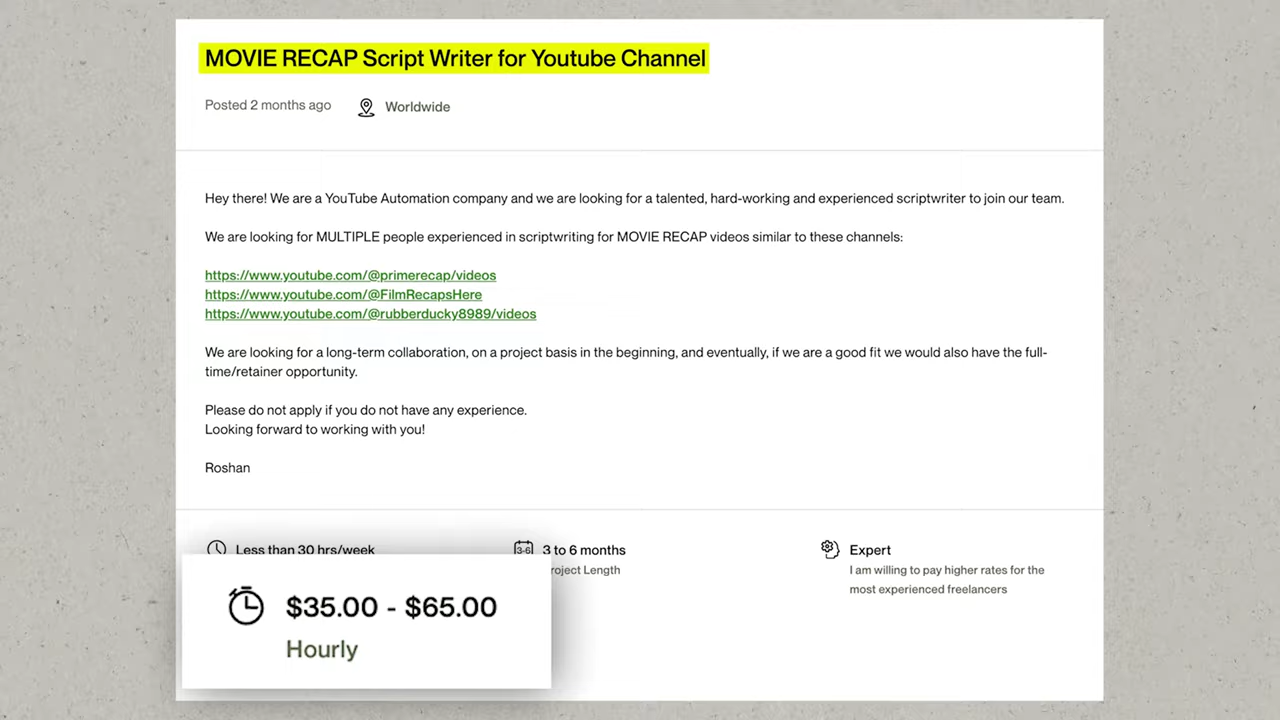 MOVIE RECAP Script Writer for Youtube Channel
Posted 2 months ago
Worldwide
Hey there! We are a YouTube Automation company and we are looking for a talented, hard-working and experienced scriptwriter to join our team.
We are looking for MULTIPLE people experienced in scriptwriting for MOVIE RECAP videos similar to these channels:
https://www.youtube.com/@primerecap/videos
https://www.youtube.com/@FilmRecapsHere
https://www.youtube.com/@rubberducky8989/videos
We are looking for a long-term collaboration, on a project basis in the beginning, and eventually, if we are a good fit we would also have the full-
time/retainer opportunity.
Please do not apply if you do not have any experience.
Looking forward to working with you!
Roshan
Less than 30 hrs/week
3-6 3 to 6 months
roject Length
Expert
I am willing to pay higher rates for the
most experienced freelancers
$35.00 - $65.00
Hourly